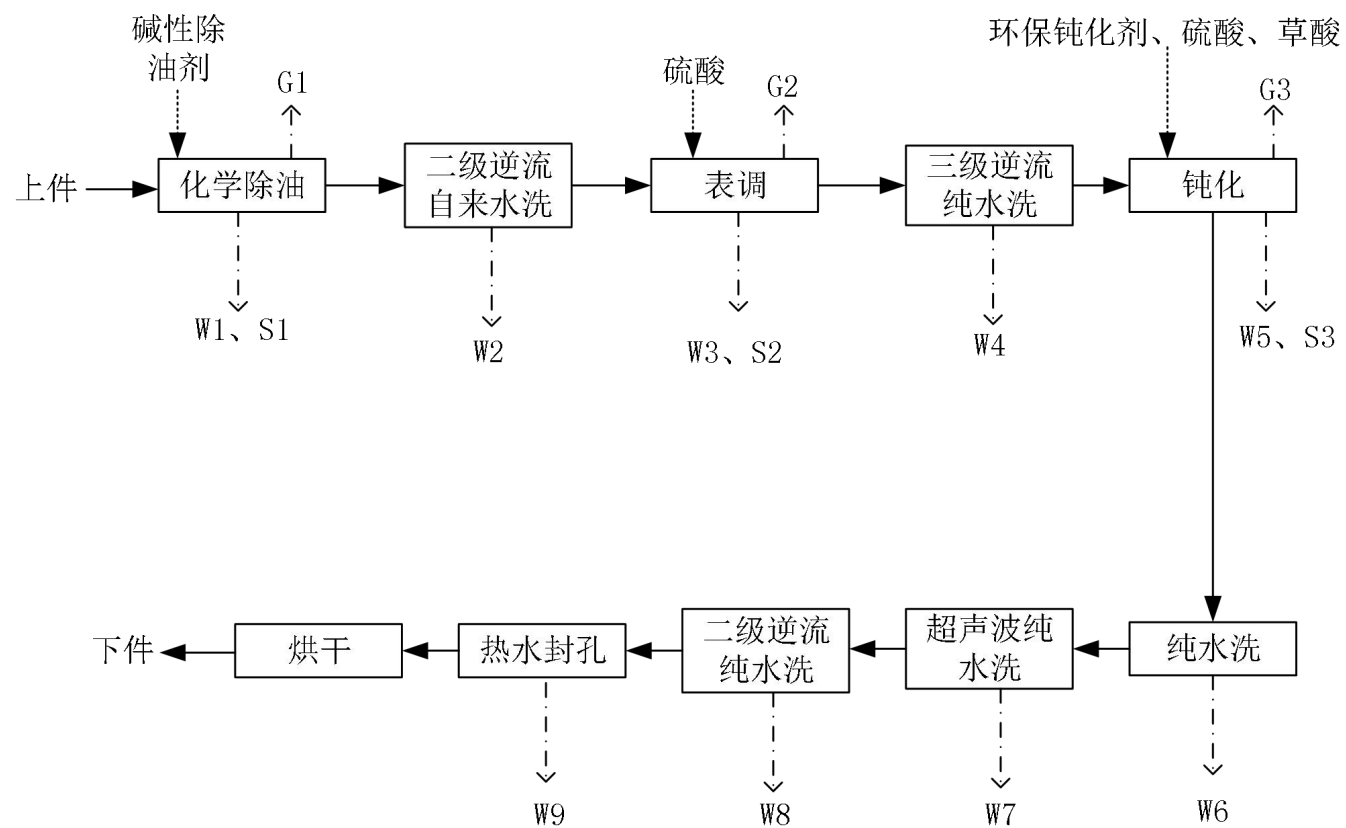 碱性除
油剂
G1
硫酸
G2
环保钝化剂、硫酸、草酸
G3
上件
化学除油
二级逆流
自来水洗
表调
三级逆流
纯水洗
钝化
W1、S1
W2
W3、S2
W4
W5、S3
下件
烘干
热水封孔
二级逆流
纯水洗
超声波纯
水洗
纯水洗
W9
W8
W7
W6